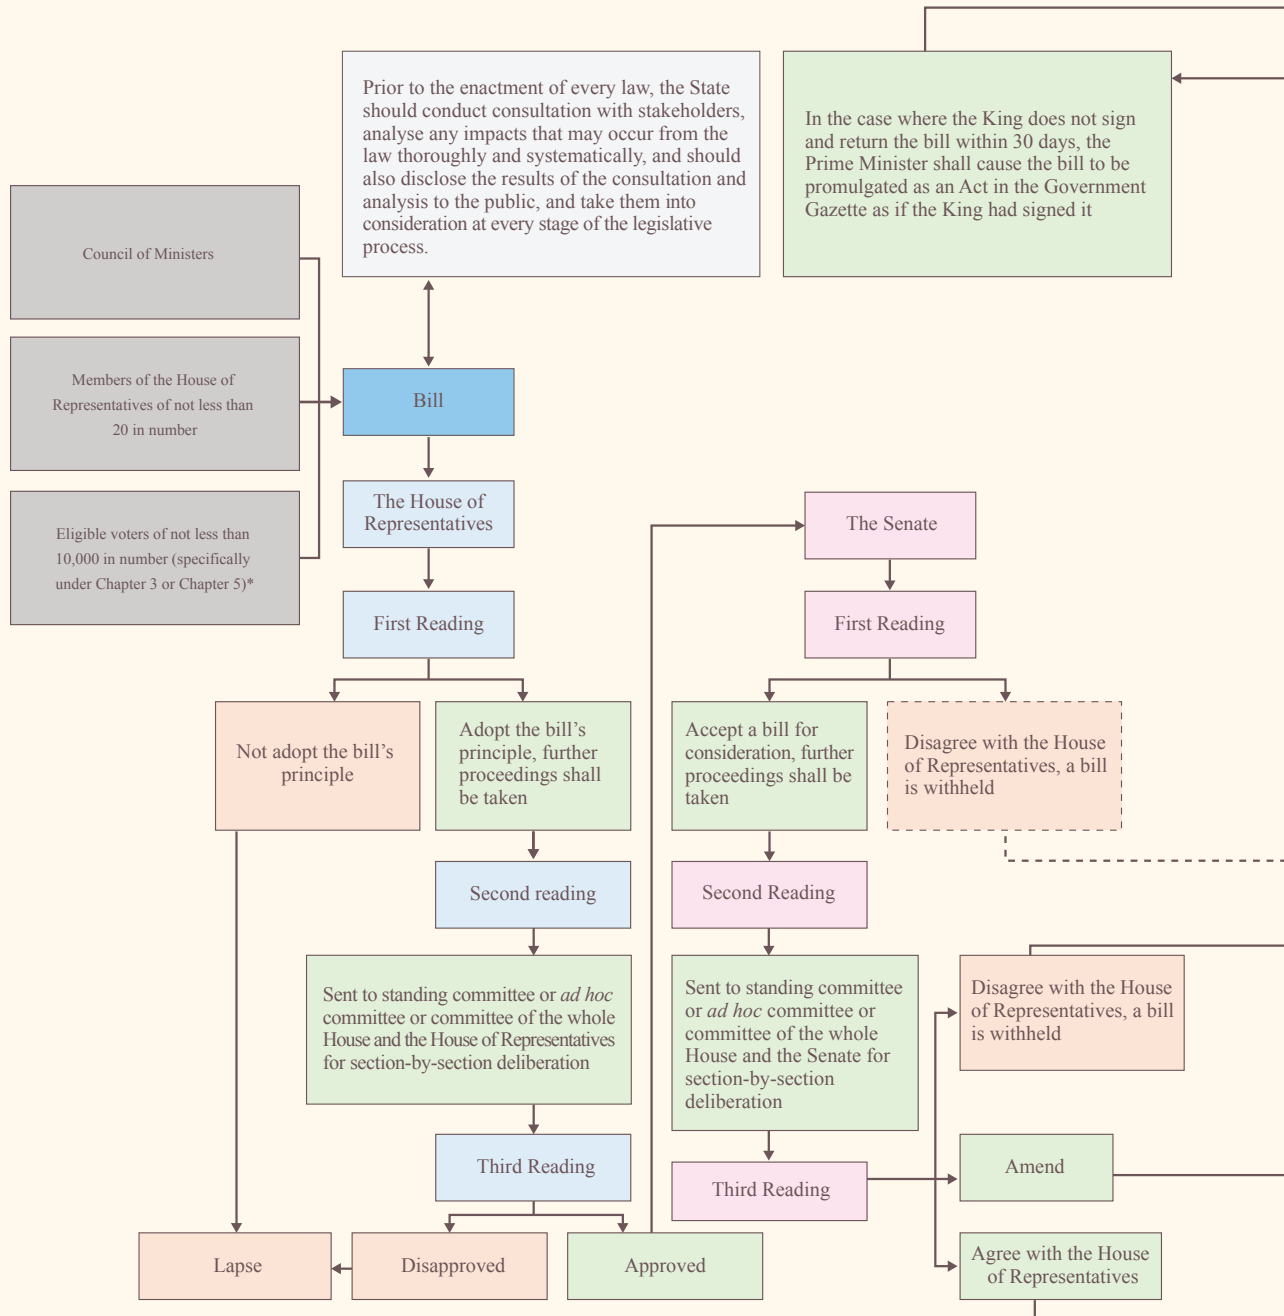 Prior to the enactment of every law, the State
should conduct consultation with stakeholders,
analyse any impacts that may occur from the
law thoroughly and systematically, and should
also disclose the results of the consultation and
analysis to the public, and take them into
consideration at every stage of the legislative
process.
In the case where the King does not sign
and return the bill within 30 days, the
Prime Minister shall cause the bill to be
promulgated as an Act in the Government
Gazette as if the King had signed it
Council of Ministers
Members of the House of
Representatives of not less than
20 in number
Eligible voters of not less than
10,000 in number (specifically
under Chapter 3 or Chapter 5)*
Bill
The House of
Representatives
First Reading
Not adopt the bill’s
principle
Adopt the bill’s
principle, further
proceedings shall
be taken
Second reading
Sent to standing committee or ad hoc
committee or committee of the whole
House and the House of Representatives
for section-by-section deliberation
Third Reading
Lapse
Disapproved
Approved
The Senate
First Reading
Accept a bill for
consideration, further
proceedings shall be
taken
Disagree with the House
of Representatives, a bill
is withheld
Second Reading
Sent to standing committee
or ad hoc committee or
committee of the whole
House and the Senate for
section-by-section
deliberation
Third Reading
Disagree with the House
of Representatives, a bill
is withheld
Amend
Agree with the House
of Representatives